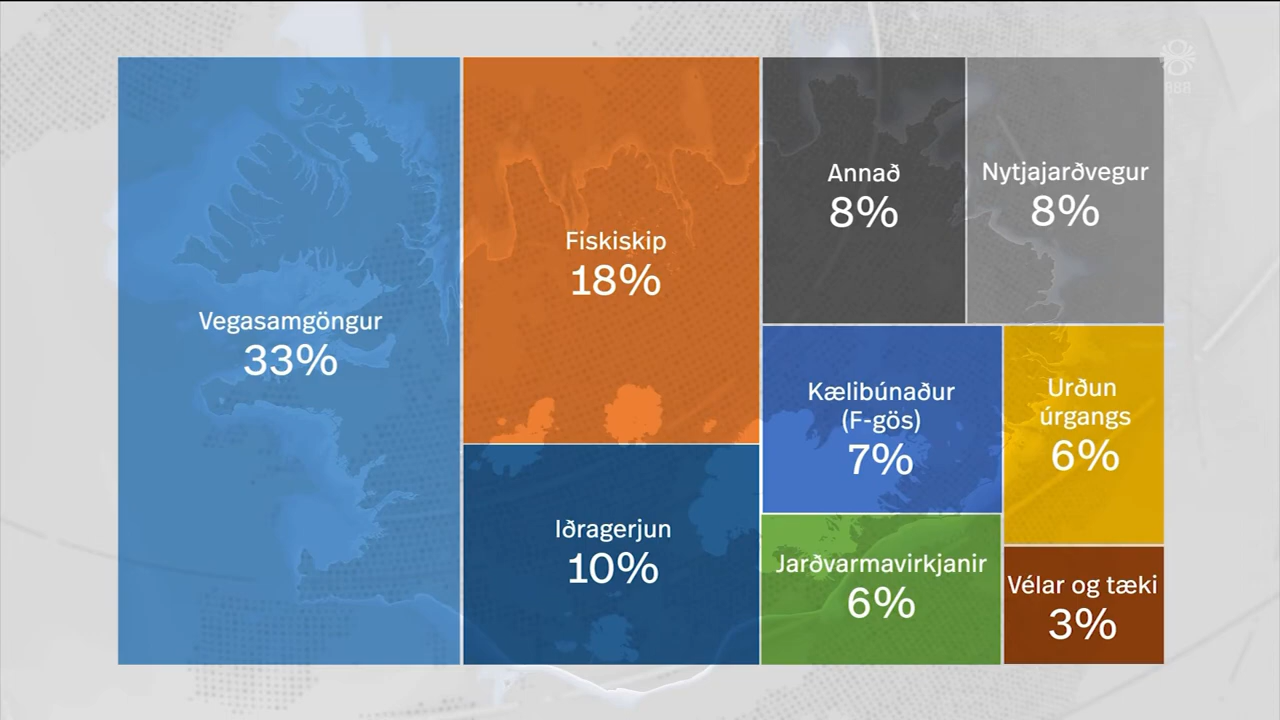 Vegasamgöngur
33%
Fiskiskip
18%
Iðragerjun
10%
Annað
8%
Nytjajarðvegur
8%
Kælibúnaður
(F-gös)
7%
Urðun
úrgangs
6%
Jarðvarmavirkjanir
6%
Vélar og tæki
3%
888